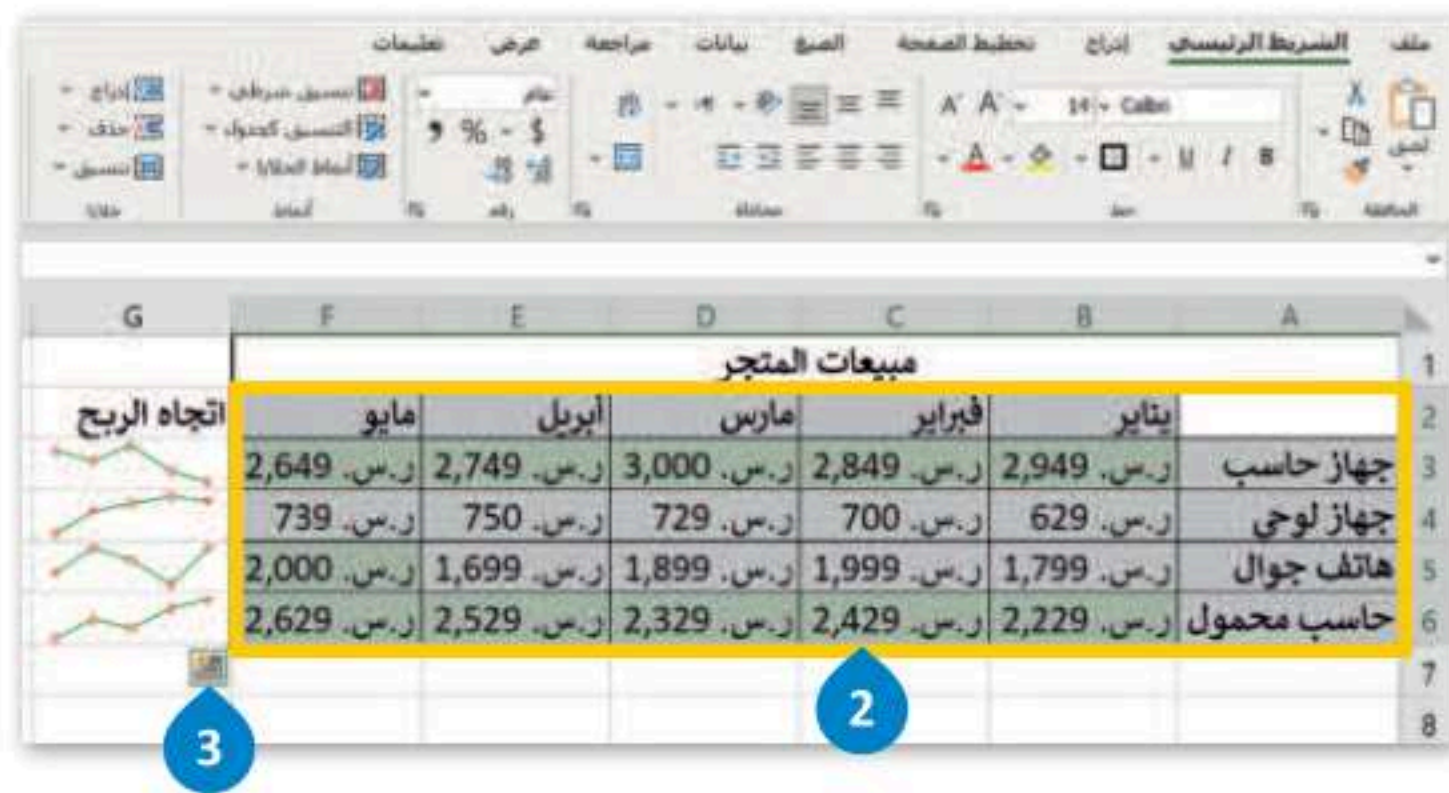 ملف الشريط الرئيسي إدراج تخطيط الصفحة الصيغ بيانات مراجعة عرض تعليمات
14 Calibri A A عام تنسيق شرطي إدراج
لصق $ % التنسيق كجدول حذف
B I U A أنماط الخلايا تنسيق
الحافظة خط محاذاة رقم أنماط خلايا
A B C D E F G
1 مبيعات المتجر
2 يناير فبراير مارس أبريل مايو اتجاه الربح
3 جهاز حاسب ر.س. 2,949 ر.س. 2,849 ر.س. 3,000 ر.س. 2,749 ر.س. 2,649
4 جهاز لوحي ر.س. 629 ر.س. 700 ر.س. 729 ر.س. 750 ر.س. 739
5 هاتف جوال ر.س. 1,799 ر.س. 1,999 ر.س. 1,899 ر.س. 1,699 ر.س. 2,000
6 حاسب محمول ر.س. 2,229 ر.س. 2,429 ر.س. 2,329 ر.س. 2,529 ر.س. 2,629
7
8
2
3